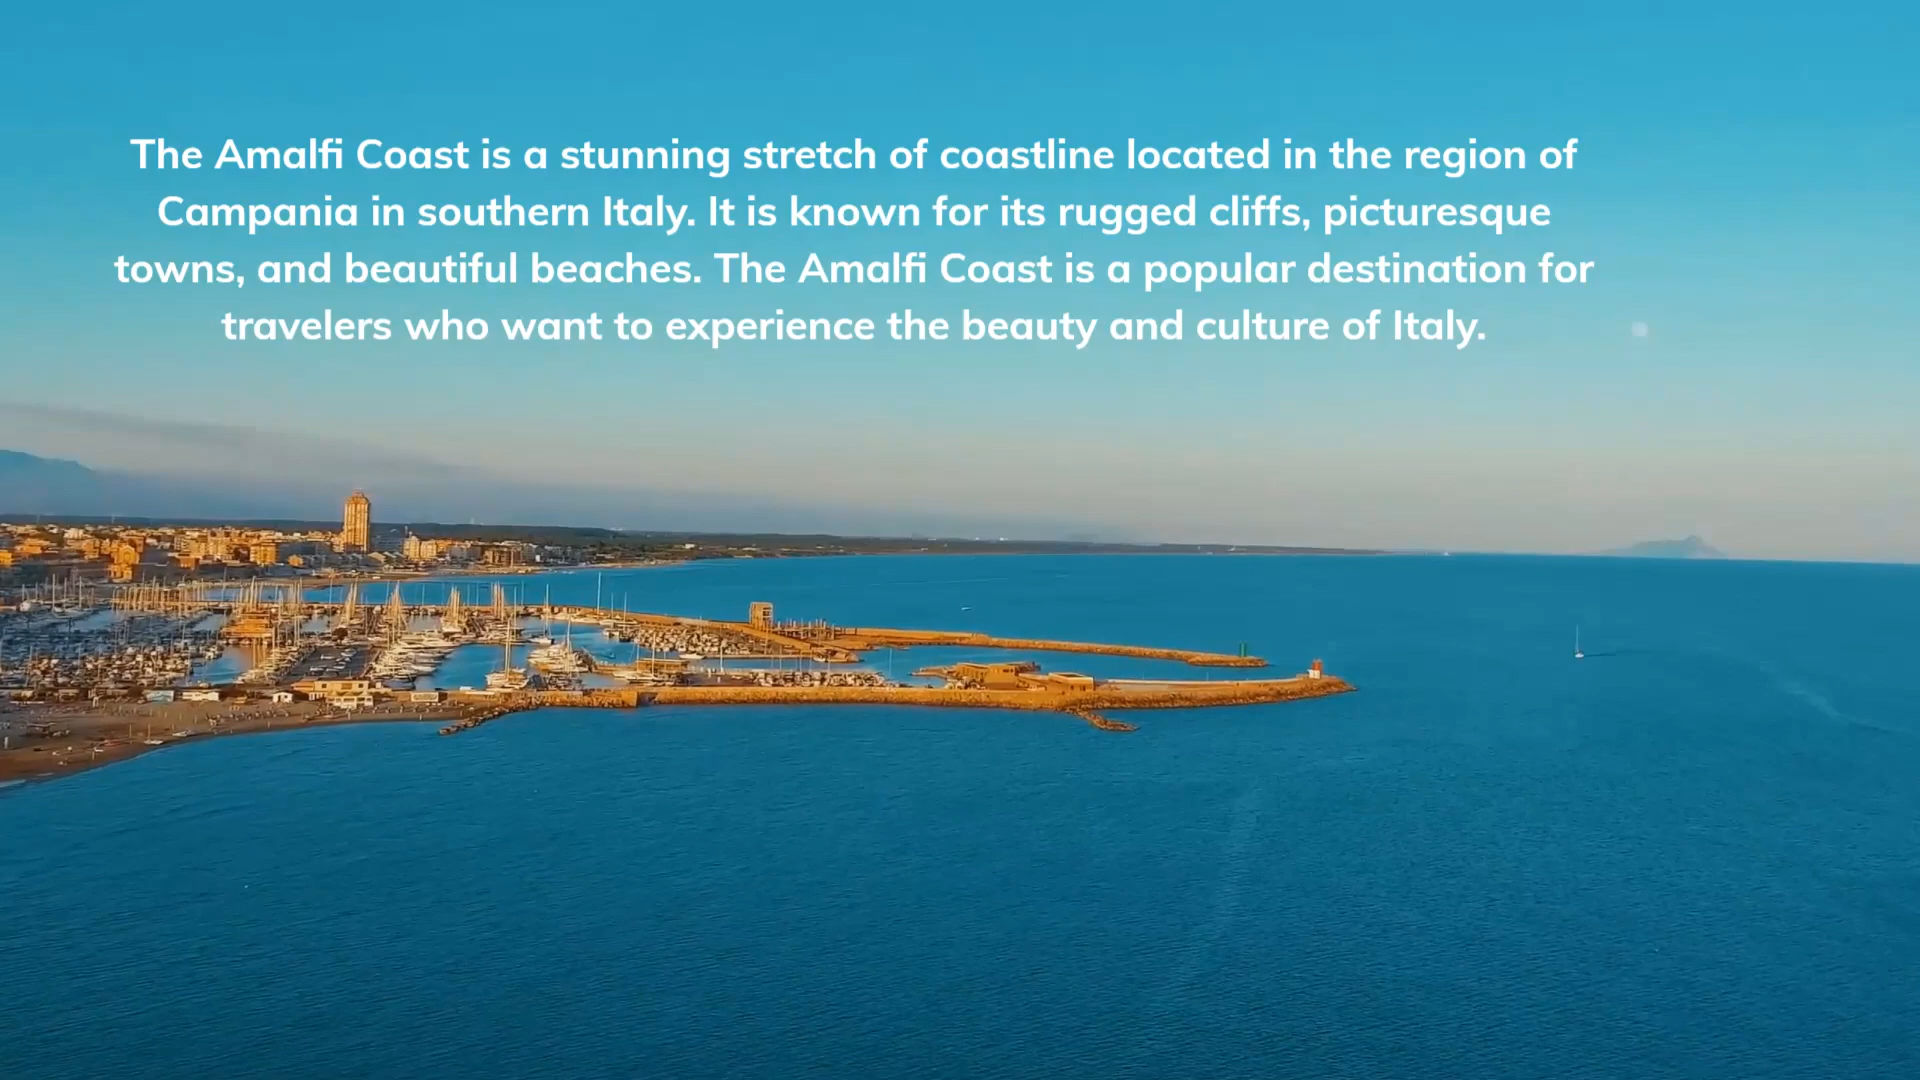 The Amalfi Coast is a stunning stretch of coastline located in the region of
Campania in southern Italy. It is known for its rugged cliffs, picturesque
towns, and beautiful beaches. The Amalfi Coast is a popular destination for
travelers who want to experience the beauty and culture of Italy.